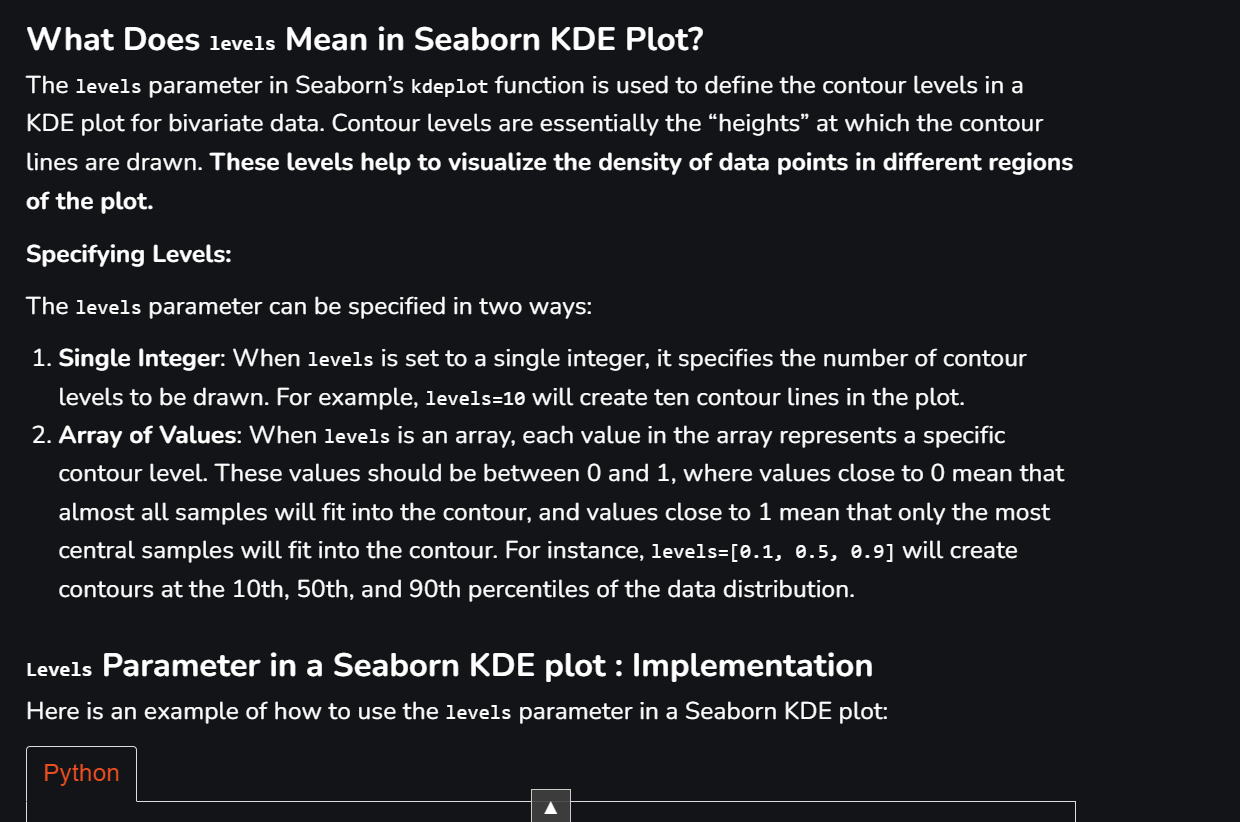 What Does levels Mean in Seaborn KDE Plot?
The levels parameter in Seaborn’s kdeplot function is used to define the contour levels in a
KDE plot for bivariate data. Contour levels are essentially the “heights” at which the contour
lines are drawn. These levels help to visualize the density of data points in different regions
of the plot.
Specifying Levels:
The levels parameter can be specified in two ways:
1. Single Integer: When levels is set to a single integer, it specifies the number of contour
levels to be drawn. For example, levels=10 will create ten contour lines in the plot.
2. Array of Values: When levels is an array, each value in the array represents a specific
contour level. These values should be between 0 and 1, where values close to 0 mean that
almost all samples will fit into the contour, and values close to 1 mean that only the most
central samples will fit into the contour. For instance, levels=[0.1, 0.5, 0.9] will create
contours at the 10th, 50th, and 90th percentiles of the data distribution.
Levels Parameter in a Seaborn KDE plot : Implementation
Here is an example of how to use the levels parameter in a Seaborn KDE plot:
Python